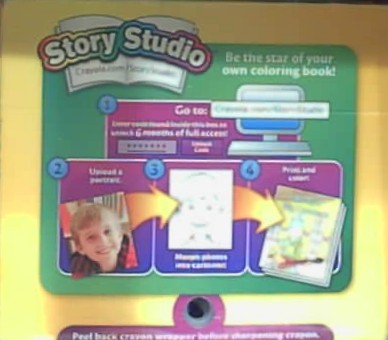 Story Studio
Crayola.com/StoryStudio
Be the star of your
own coloring book!
1
Go to: Crayola.com/StoryStudio
Enter code found inside this box to
unlock 6 months of full access!
*******
Unlock
Code
2
Upload a
portrait.
3
Morph photos
into cartoons!
4
Print and
color!
Peel back crayon wrapper before sharpening crayon.